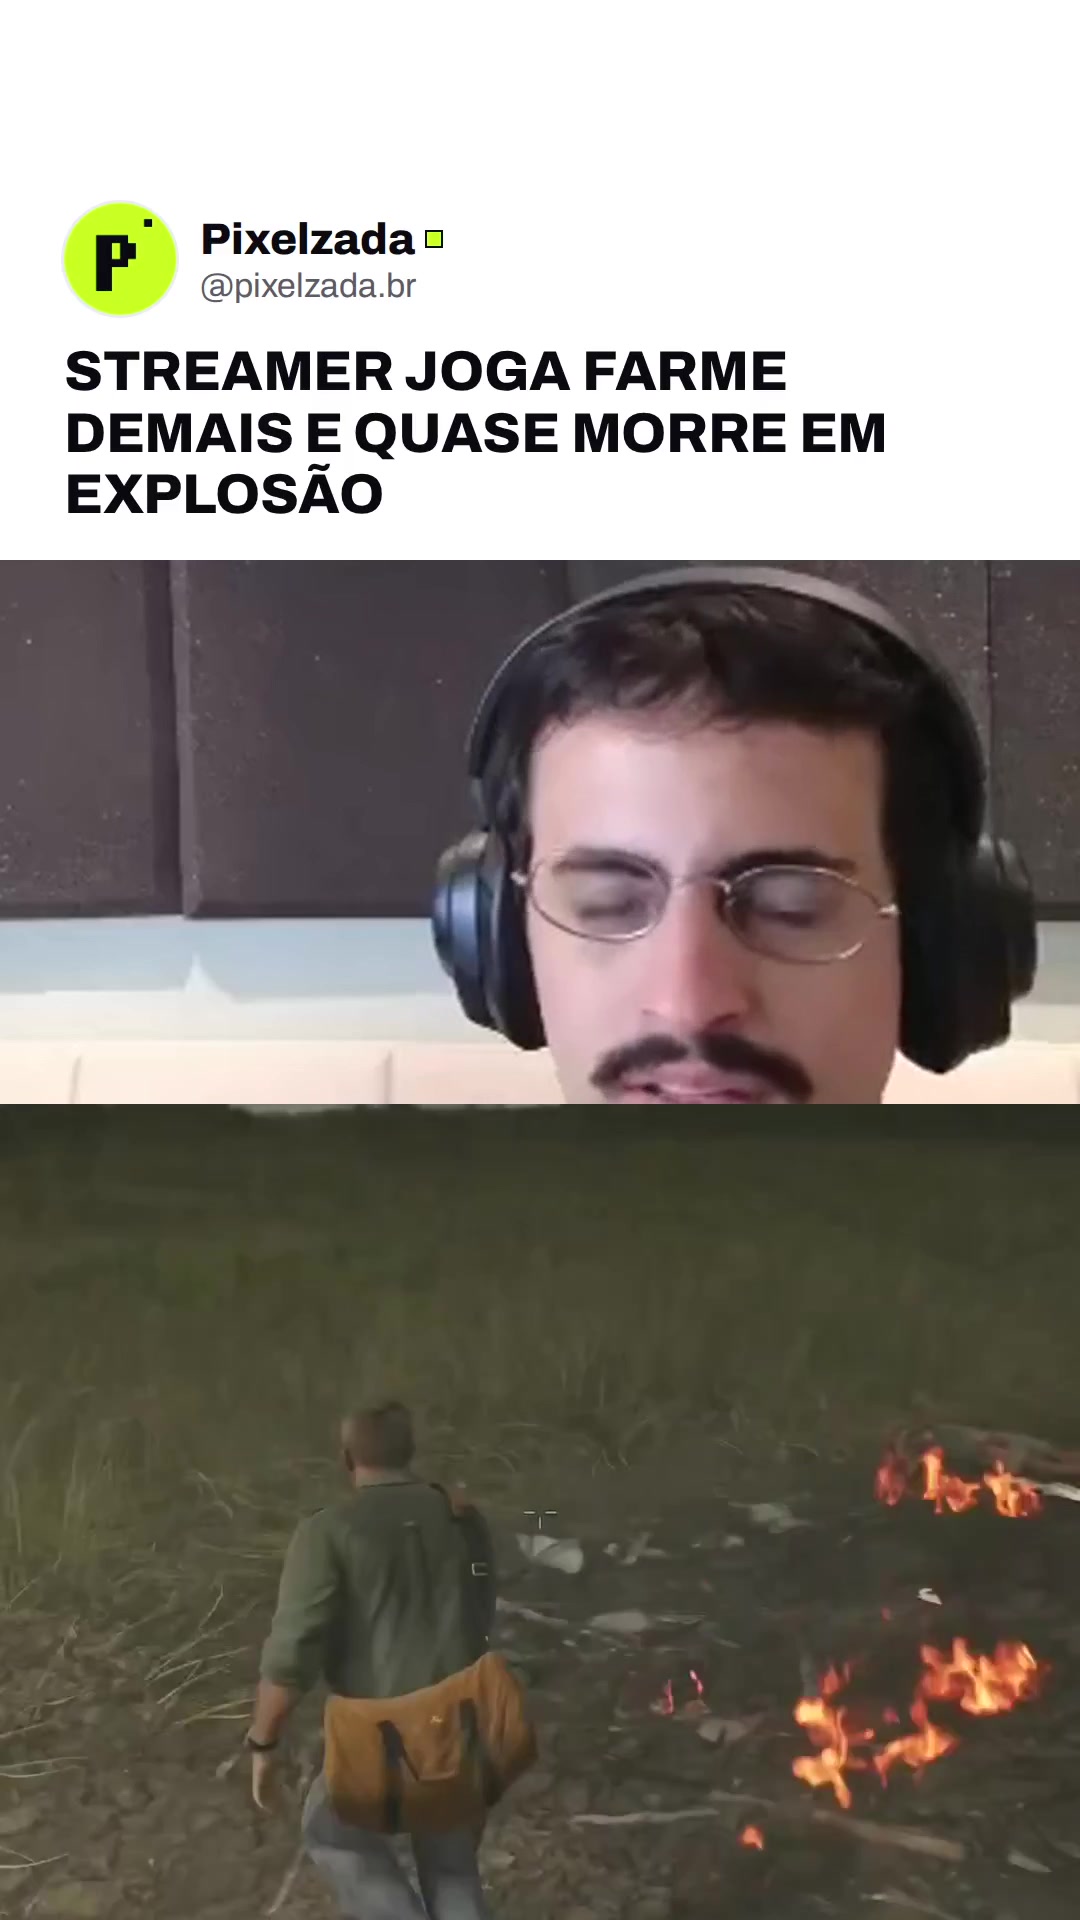 Pixelzada
@pixelzada.br
STREAMER JOGA FARME
DEMAIS E QUASE MORRE EM
EXPLOSÃO